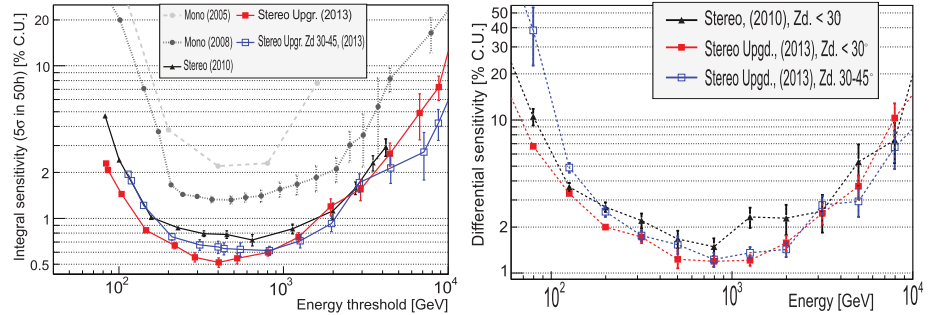 Integral sensitivity (5σ in 50h) [% C.U.]
Mono (2005)
Mono (2008)
Stereo (2010)
Stereo Upgr. (2013)
Stereo Upgr. Zd 30-45, (2013)
10
2
1
0.5
10²
10³
10⁴
Energy threshold [GeV]
Differential sensitivity [% C.U.]
Stereo, (2010), Zd. < 30
Stereo Upgd., (2013), Zd. < 30°
Stereo Upgd., (2013), Zd. 30-45°
50
40
30
20
10
2
1
10²
10³
10⁴
Energy [GeV]